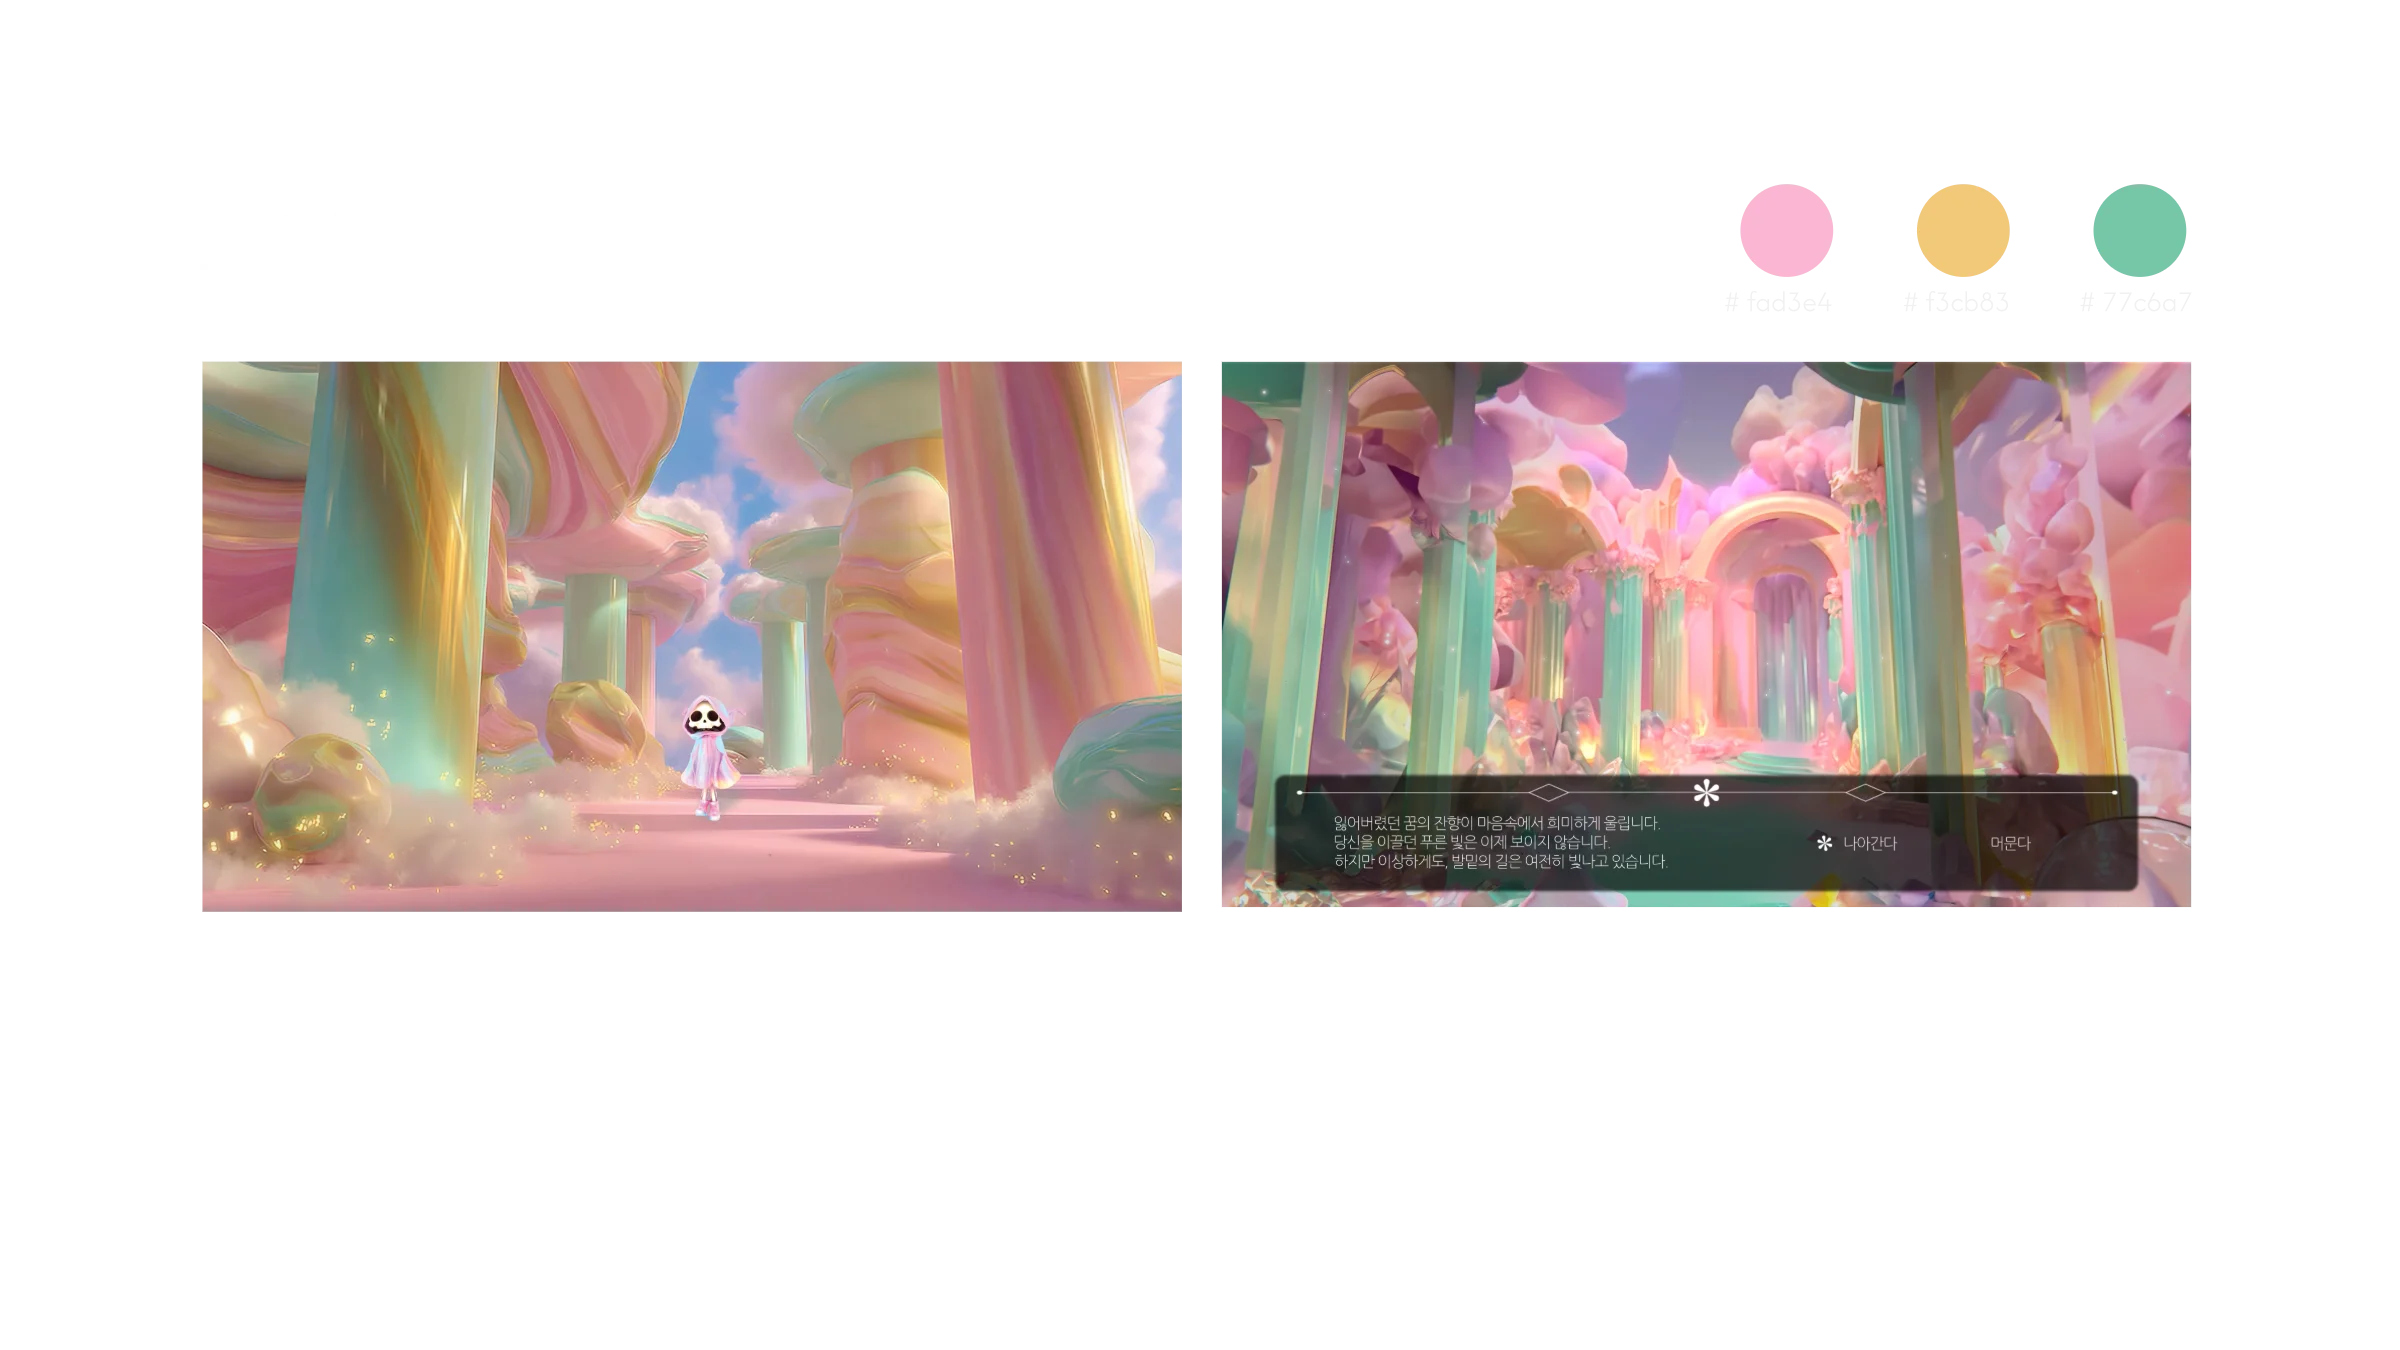 # fad3e4
# f3cb83
# 77c6a7
잃어버렸던 꿈의 잔향이 마음속에서 희미하게 울립니다.
당신을 이끌던 푸른 빛은 이제 보이지 않습니다.
하지만 이상하게도, 발밑의 길은 여전히 빛나고 있습니다.
나아간다
머문다